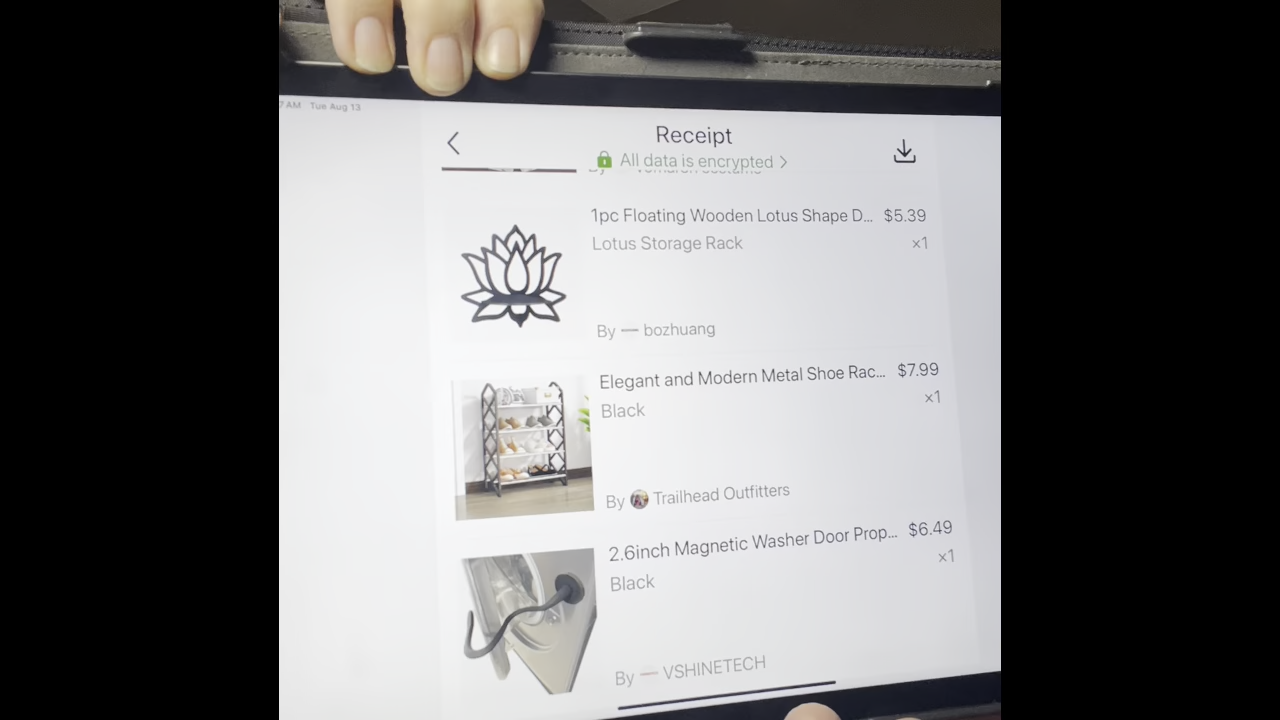 7 AM Tue Aug 13
Receipt
All data is encrypted >
By
1pc Floating Wooden Lotus Shape D... $5.39
Lotus Storage Rack ×1
By bozhuang
Elegant and Modern Metal Shoe Rac... $7.99
Black ×1
By Trailhead Outfitters
2.6inch Magnetic Washer Door Prop... $6.49
Black ×1
By VSHINETECH